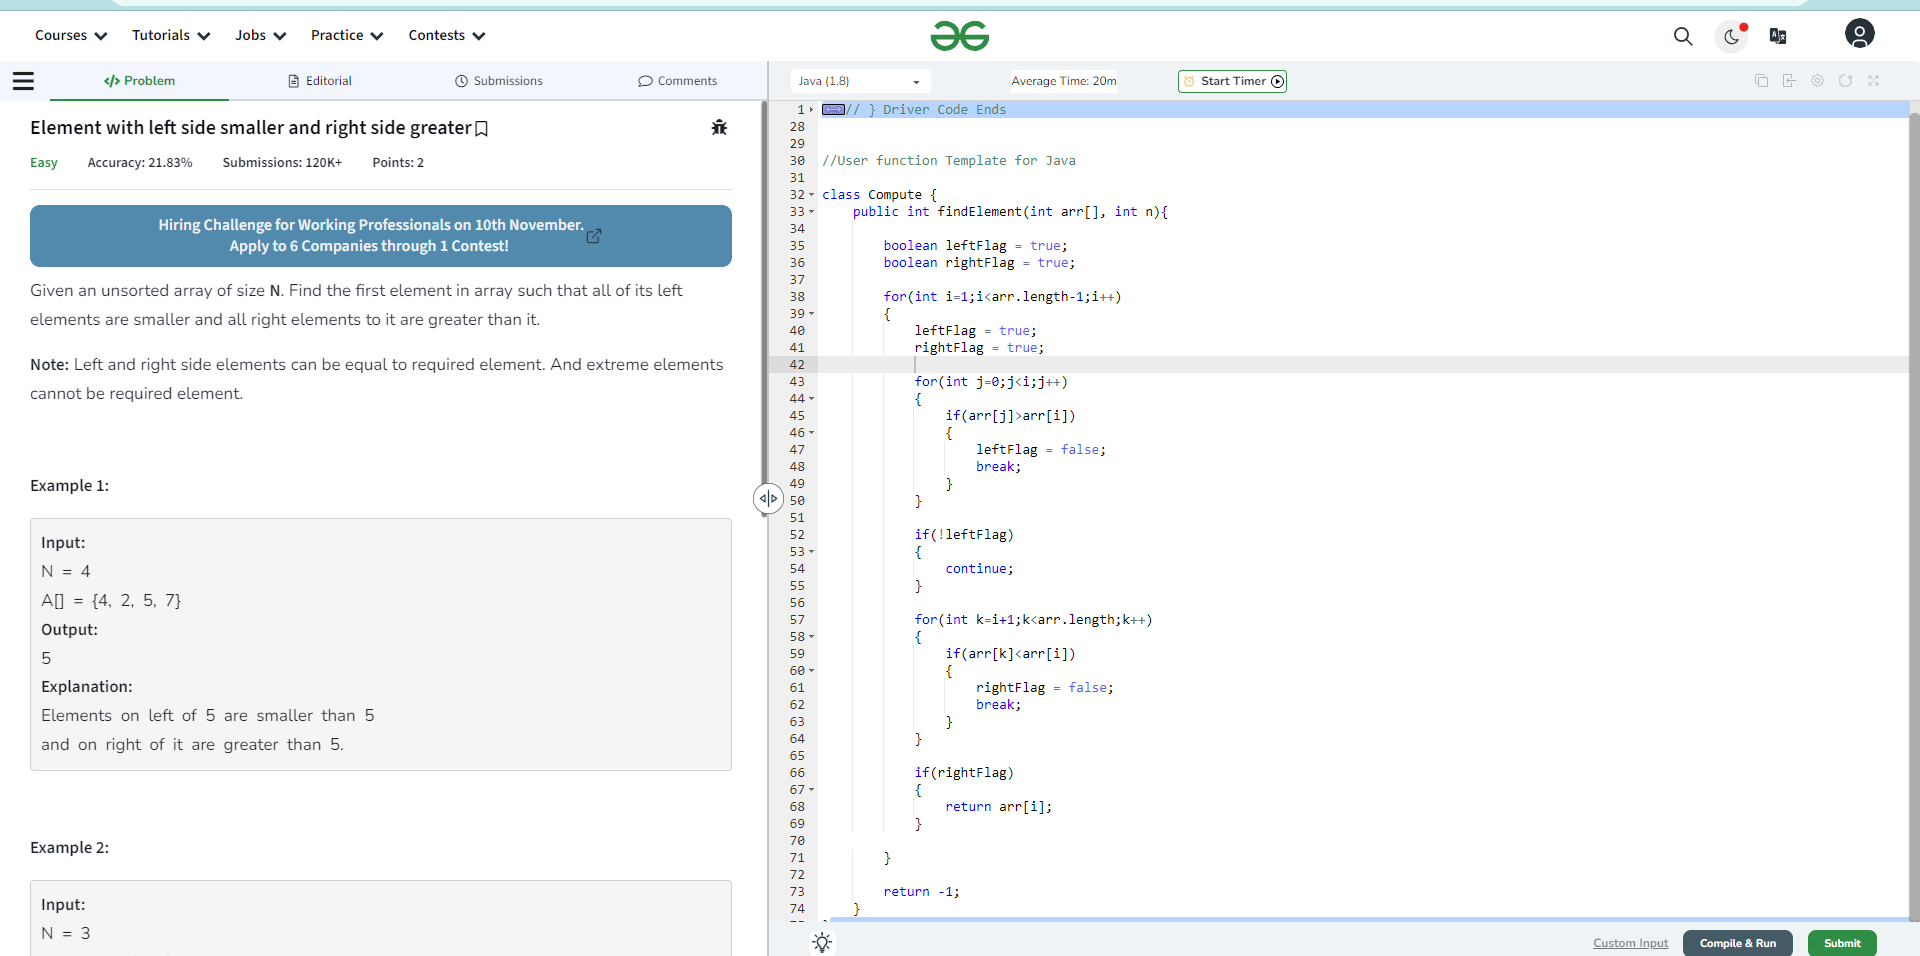 Courses Tutorials Jobs Practice Contests
Problem Editorial Submissions Comments
Element with left side smaller and right side greater
Easy Accuracy: 21.83% Submissions: 120K+ Points: 2
Hiring Challenge for Working Professionals on 10th November.
Apply to 6 Companies through 1 Contest!
Given an unsorted array of size N. Find the first element in array such that all of its left
elements are smaller and all right elements to it are greater than it.
Note: Left and right side elements can be equal to required element. And extreme elements
cannot be required element.
Example 1:
Input:
N = 4
A[] = {4, 2, 5, 7}
Output:
5
Explanation:
Elements on left of 5 are smaller than 5
and on right of it are greater than 5.
Example 2:
Input:
N = 3
Java (1.8) Average Time: 20m Start Timer
1 // } Driver Code Ends
28
29
30 //User function Template for Java
31
32 class Compute {
33 public int findElement(int arr[], int n){
34
35 boolean leftFlag = true;
36 boolean rightFlag = true;
37
38 for(int i=1;i<arr.length-1;i++)
39 {
40 leftFlag = true;
41 rightFlag = true;
42
43 for(int j=0;j<i;j++)
44 {
45 if(arr[j]>arr[i])
46 {
47 leftFlag = false;
48 break;
49 }
50 }
51
52 if(!leftFlag)
53 {
54 continue;
55 }
56
57 for(int k=i+1;k<arr.length;k++)
58 {
59 if(arr[k]<arr[i])
60 {
61 rightFlag = false;
62 break;
63 }
64 }
65
66 if(rightFlag)
67 {
68 return arr[i];
69 }
70
71 }
72
73 return -1;
74 }
Custom Input Compile & Run Submit